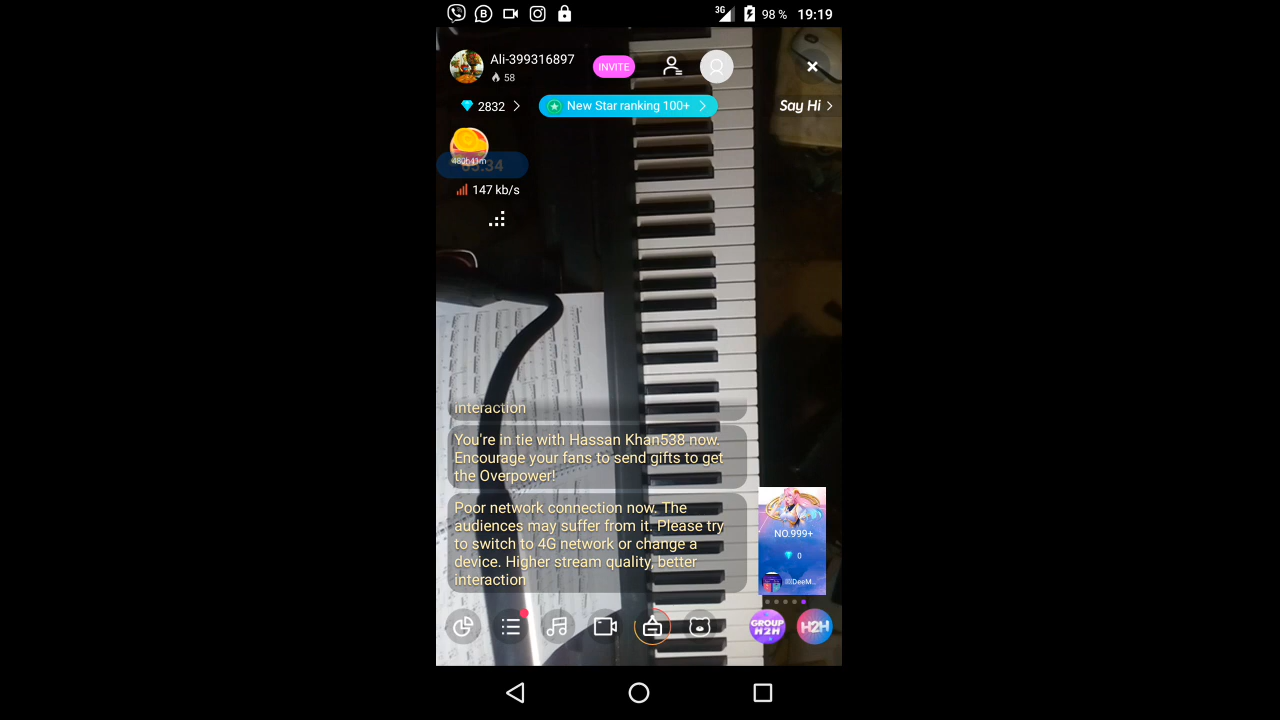 3G 98 % 19:19
Ali-399316897
58
INVITE
2832
New Star ranking 100+
Say Hi
480h41m
:34
147 kb/s
interaction
You're in tie with Hassan Khan538 now.
Encourage your fans to send gifts to get
the Overpower!
Poor network connection now. The
audiences may suffer from it. Please try
to switch to 4G network or change a
device. Higher stream quality, better
interaction
NO.999+
0
DeeM...
GROUP
H2H
H2H